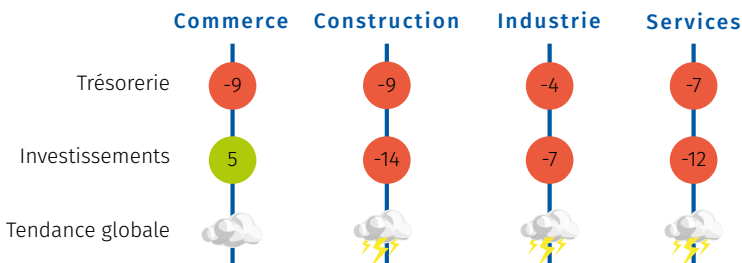 Commerce Construction Industrie Services
Trésorerie -9 -9 -4 -7
Investissements 5 -14 -7 -12
Tendance globale